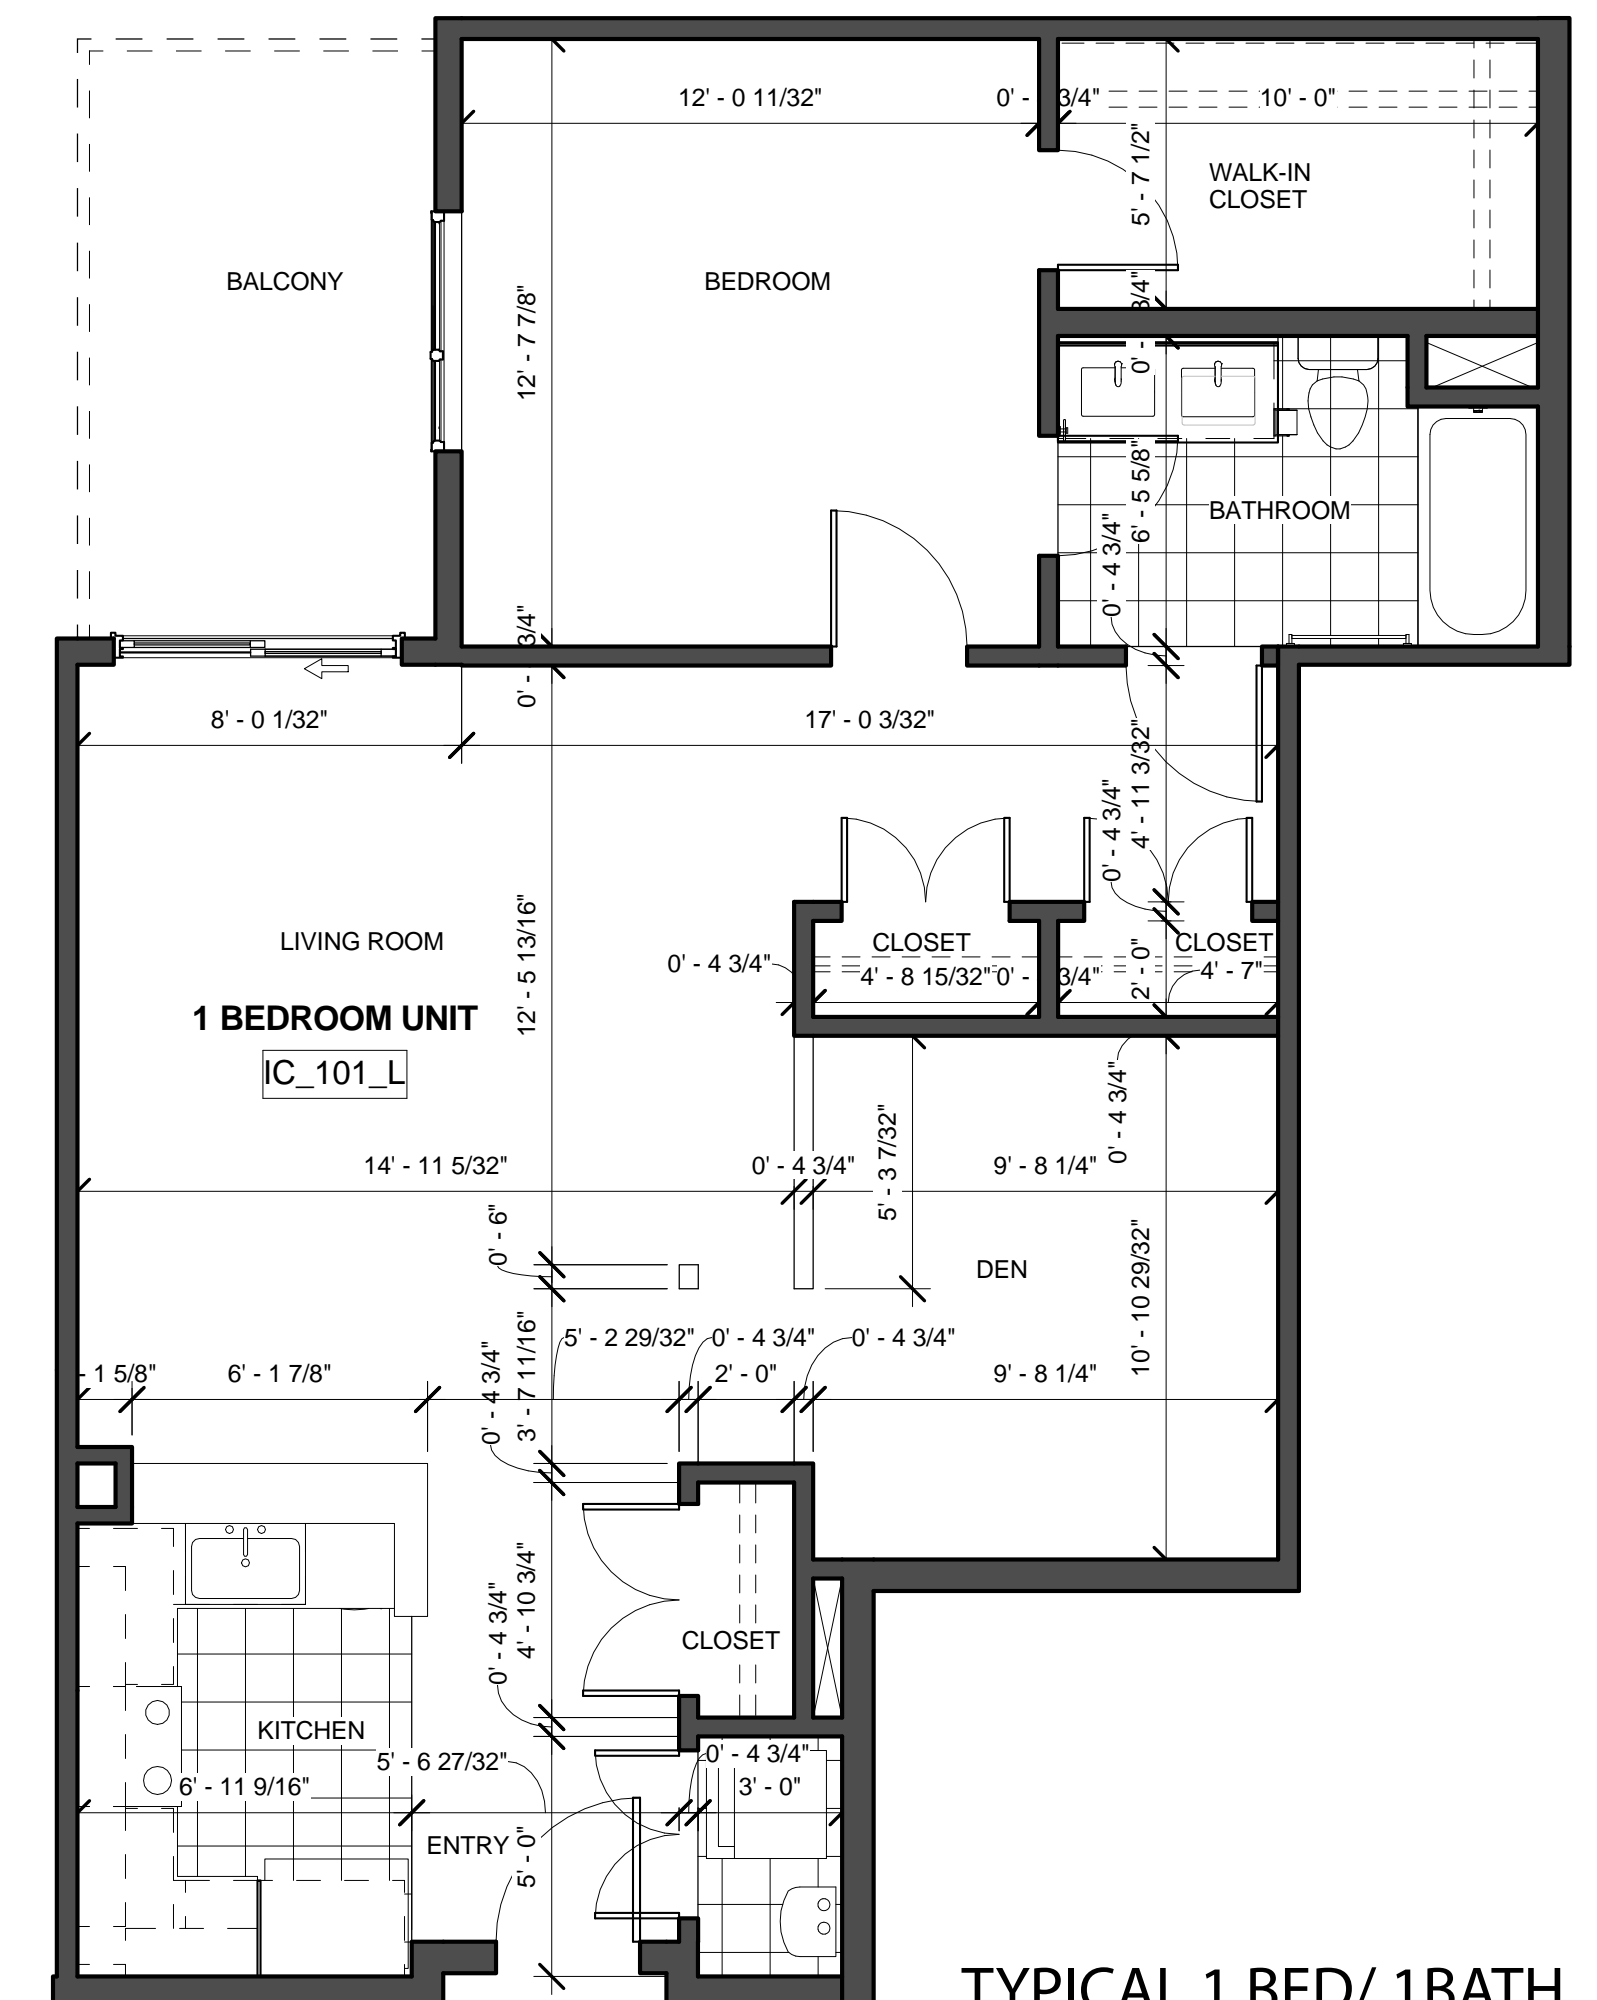 12' - 0 11/32"
0' - 3/4"
10' - 0"
5' - 7 1/2"
WALK-IN
CLOSET
BALCONY
BEDROOM
12' - 7 7/8"
0' - 3/4"
6' - 5 5/8"
BATHROOM
0' - 4 3/4"
0' - 3/4"
8' - 0 1/32"
17' - 0 3/32"
4' - 11 3/32"
0' - 4 3/4"
LIVING ROOM
12' - 5 13/16"
CLOSET
CLOSET
0' - 4 3/4"
4' - 8 15/32"
0' - 3/4"
2' - 0"
4' - 7"
1 BEDROOM UNIT
IC_101_L
0' - 4 3/4"
5' - 3 7/32"
14' - 11 5/32"
0' - 4 3/4"
9' - 8 1/4"
0' - 6"
DEN
10' - 10 29/32"
5' - 2 29/32"
0' - 4 3/4"
0' - 4 3/4"
0' - 4 3/4"
3' - 7 11/16"
- 1 5/8"
6' - 1 7/8"
2' - 0"
9' - 8 1/4"
0' - 4 3/4"
4' - 10 3/4"
CLOSET
KITCHEN
5' - 6 27/32"
0' - 4 3/4"
6' - 11 9/16"
3' - 0"
ENTRY
5' - 0"
TYPICAL 1 BED/ 1BATH